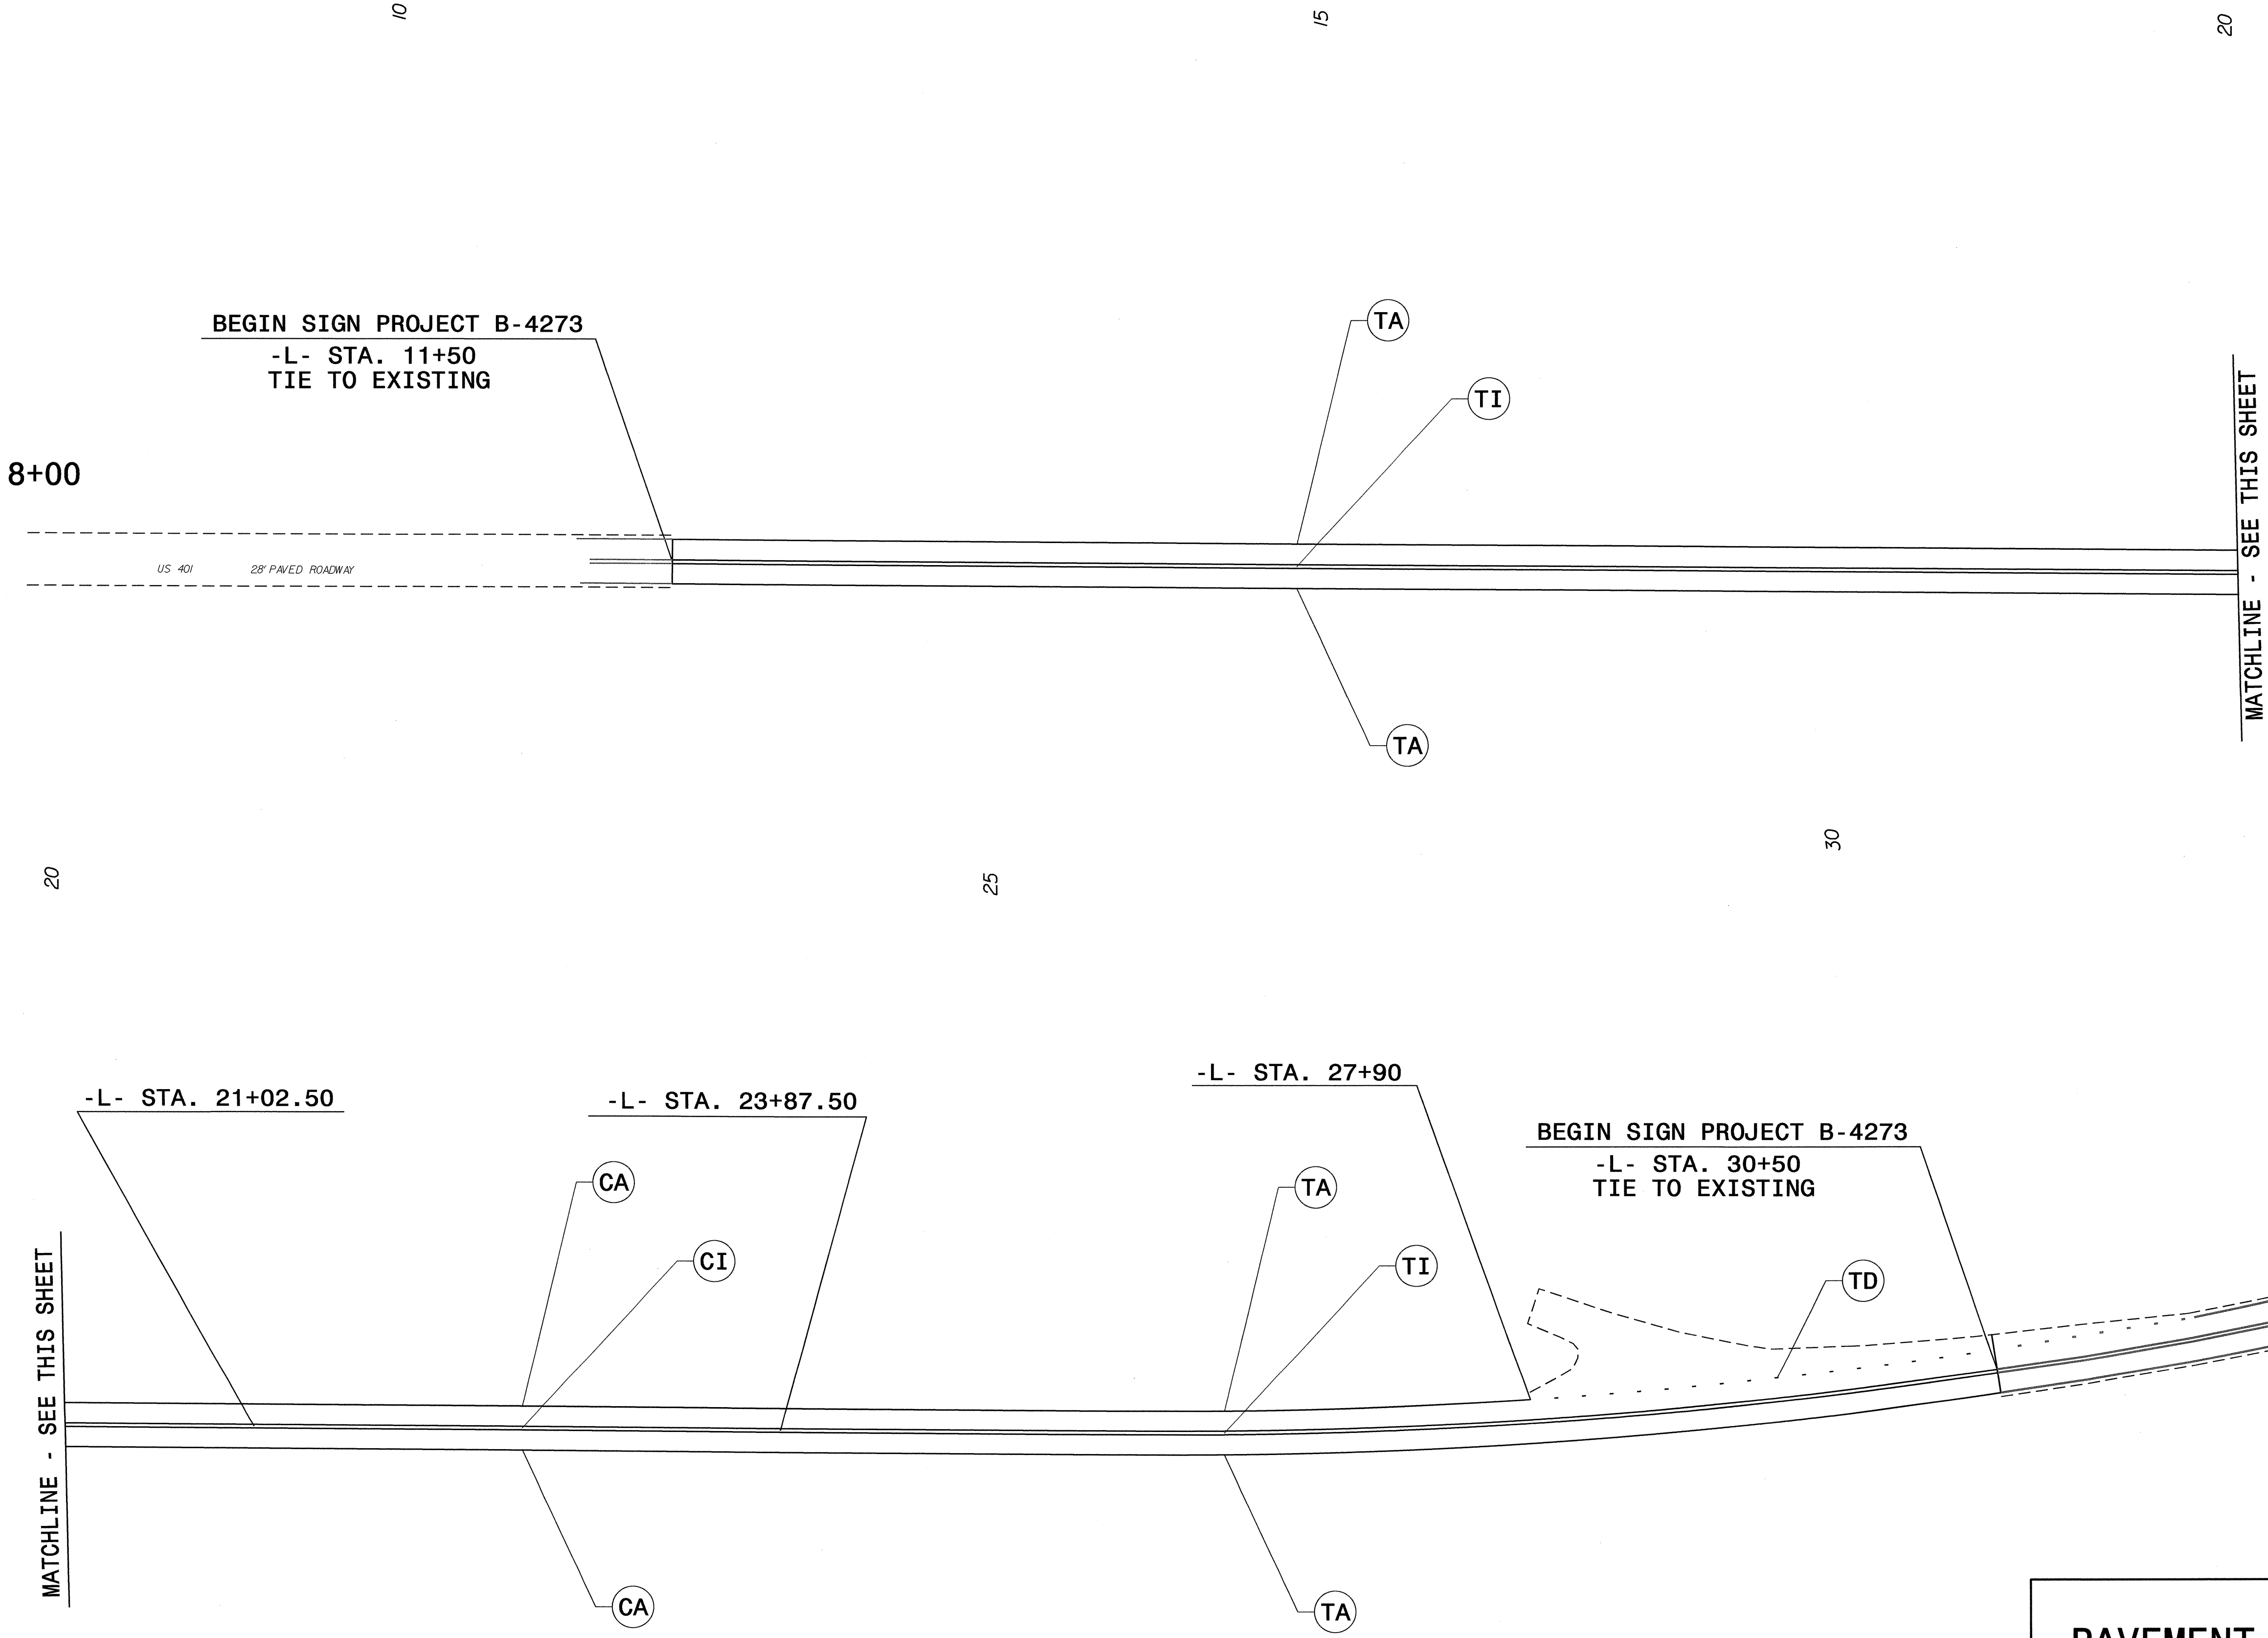 10
15
20
BEGIN SIGN PROJECT B-4273
-L- STA. 11+50
TIE TO EXISTING
TA
TI
8+00
US 401 28' PAVED ROADWAY
MATCHLINE - SEE THIS SHEET
TA
20
25
30
-L- STA. 21+02.50
-L- STA. 23+87.50
-L- STA. 27+90
BEGIN SIGN PROJECT B-4273
-L- STA. 30+50
TIE TO EXISTING
CA
TA
CI
TI
TD
MATCHLINE - SEE THIS SHEET
CA
TA